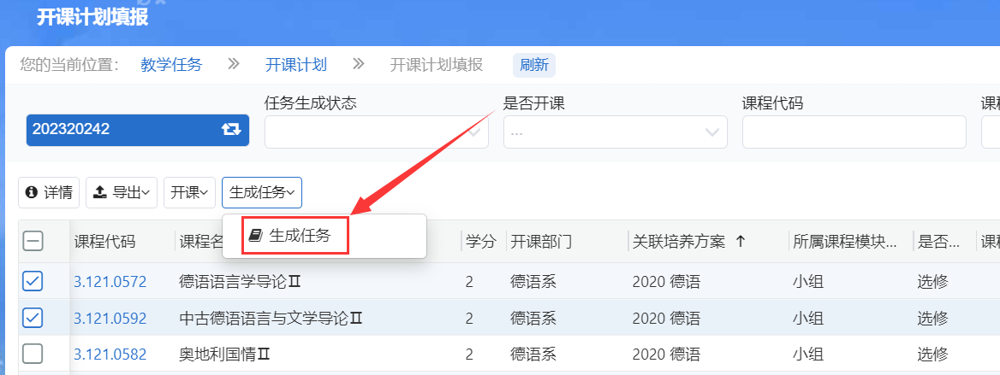 开课计划填报
您的当前位置： 教学任务 》 开课计划 》 开课计划填报 刷新
任务生成状态 是否开课 课程代码
202320242 ...
详情 导出 开课 生成任务
生成任务
课程代码 课程名 学分 开课部门 关联培养方案 ↑ 所属课程模块... 是否...
3.121.0572 德语语言学导论Ⅱ 2 德语系 2020 德语 小组 选修
3.121.0592 中古德语语言与文学导论Ⅱ 2 德语系 2020 德语 小组 选修
3.121.0582 奥地利国情Ⅱ 2 德语系 2020 德语 小组 选修